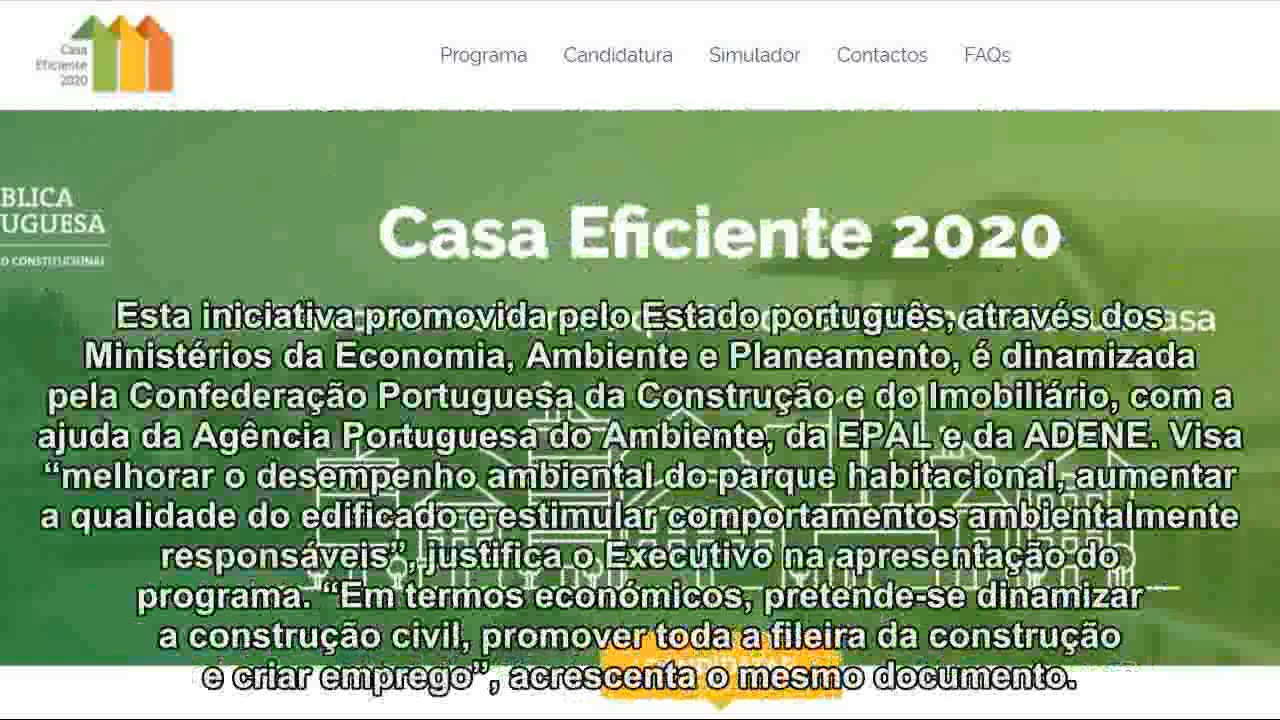 Casa
Eficiente
2020
Programa Candidatura Simulador Contactos FAQs
BLICA
UGUESA
O CONSTITUCIONAL
Casa Eficiente 2020
Esta iniciativa promovida pelo Estado português, através dos
Ministérios da Economia, Ambiente e Planeamento, é dinamizada
pela Confederação Portuguesa da Construção e do Imobiliário, com a
ajuda da Agência Portuguesa do Ambiente, da EPAL e da ADENE. Visa
“melhorar o desempenho ambiental do parque habitacional, aumentar
a qualidade do edificado e estimular comportamentos ambientalmente
responsáveis”, justifica o Executivo na apresentação do
programa. “Em termos económicos, pretende-se dinamizar
a construção civil, promover toda a fileira da construção
e criar emprego”, acrescenta o mesmo documento.